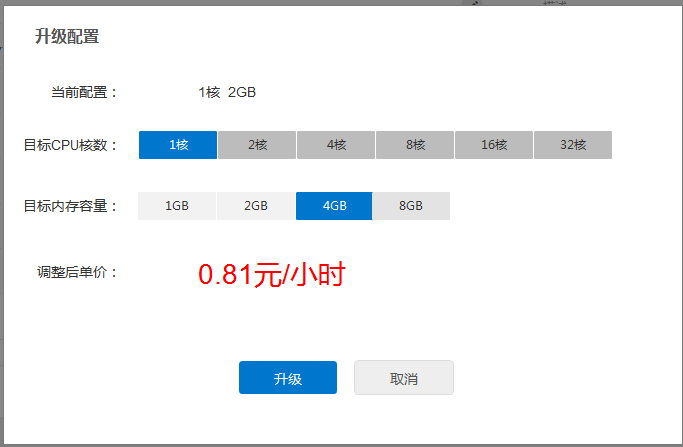 升级配置
当前配置： 1核 2GB
目标CPU核数： 1核 2核 4核 8核 16核 32核
目标内存容量： 1GB 2GB 4GB 8GB
调整后单价： 0.81元/小时
升级 取消